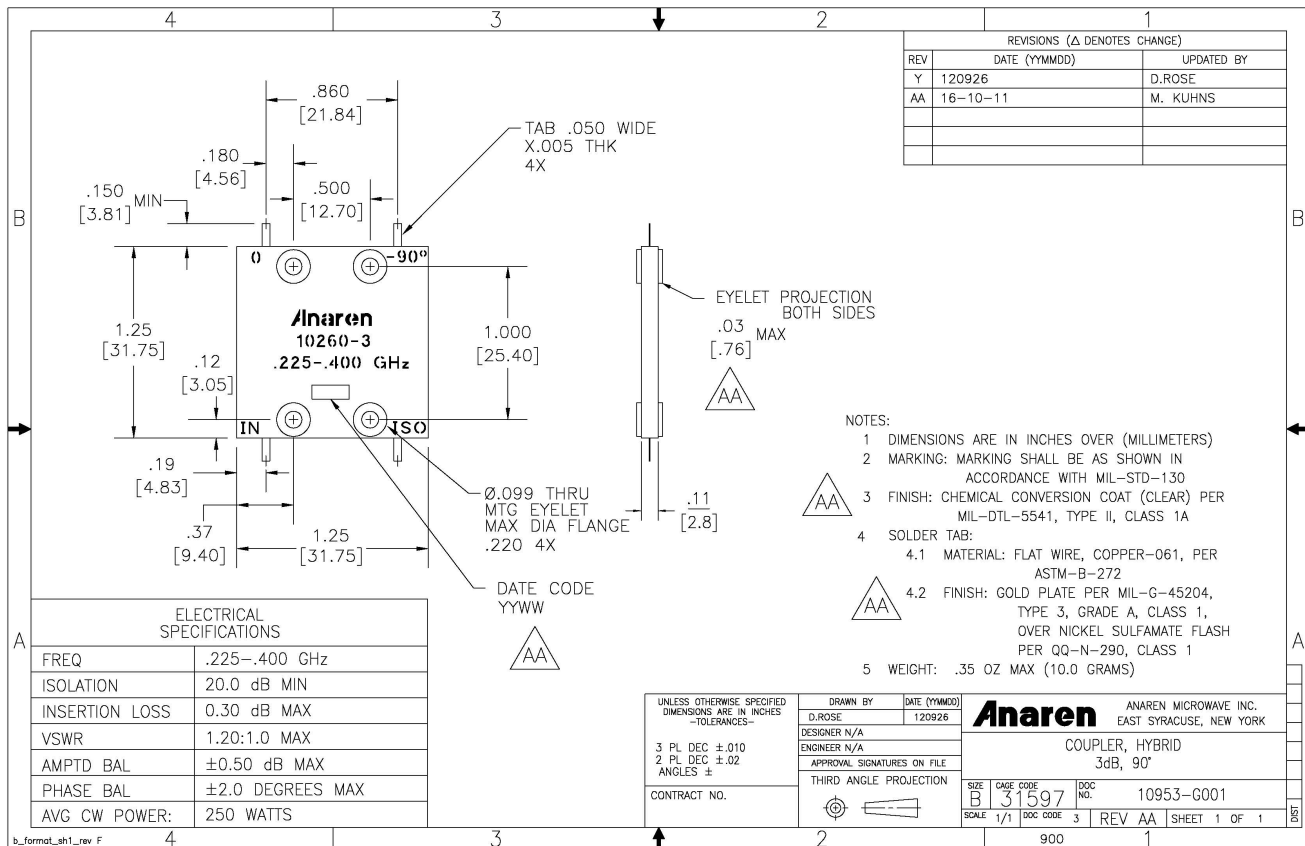 4 3 2 1
REVISIONS (△ DENOTES CHANGE)
REV DATE (YYMMDD) UPDATED BY
Y 120926 D.ROSE
AA 16-10-11 M. KUHNS
B B
.860
[21.84]
TAB .050 WIDE
X.005 THK
4X
.180
[4.56]
.500
[12.70]
.150 MIN
[3.81]
0 -90°
Anaren
10260-3
.225-.400 GHz
IN ISO
1.25
[31.75]
.12
[3.05]
1.000
[25.40]
.19
[4.83]
.37
[9.40]
1.25
[31.75]
Ø.099 THRU
MTG EYELET
MAX DIA FLANGE
.220 4X
DATE CODE
YYWW
AA
EYELET PROJECTION
BOTH SIDES
.03 MAX
[.76]
AA
.11
[2.8]
NOTES:
1 DIMENSIONS ARE IN INCHES OVER (MILLIMETERS)
2 MARKING: MARKING SHALL BE AS SHOWN IN
ACCORDANCE WITH MIL-STD-130
AA
3 FINISH: CHEMICAL CONVERSION COAT (CLEAR) PER
MIL-DTL-5541, TYPE II, CLASS 1A
4 SOLDER TAB:
4.1 MATERIAL: FLAT WIRE, COPPER-061, PER
ASTM-B-272
AA
4.2 FINISH: GOLD PLATE PER MIL-G-45204,
TYPE 3, GRADE A, CLASS 1,
OVER NICKEL SULFAMATE FLASH
PER QQ-N-290, CLASS 1
5 WEIGHT: .35 OZ MAX (10.0 GRAMS)
A A
ELECTRICAL
SPECIFICATIONS
FREQ .225-.400 GHz
ISOLATION 20.0 dB MIN
INSERTION LOSS 0.30 dB MAX
VSWR 1.20:1.0 MAX
AMPTD BAL ±0.50 dB MAX
PHASE BAL ±2.0 DEGREES MAX
AVG CW POWER: 250 WATTS
UNLESS OTHERWISE SPECIFIED
DIMENSIONS ARE IN INCHES
-TOLERANCES-
3 PL DEC ±.010
2 PL DEC ±.02
ANGLES ±
CONTRACT NO.
DRAWN BY DATE (YYMMDD)
D.ROSE 120926
DESIGNER N/A
ENGINEER N/A
APPROVAL SIGNATURES ON FILE
THIRD ANGLE PROJECTION
Anaren
ANAREN MICROWAVE INC.
EAST SYRACUSE, NEW YORK
COUPLER, HYBRID
3dB, 90°
SIZE B CAGE CODE 31597 DOC NO. 10953-G001
SCALE 1/1 DOC CODE 3 REV AA SHEET 1 OF 1
DIST
b_format_sh1_rev F
4 3 2 900 1